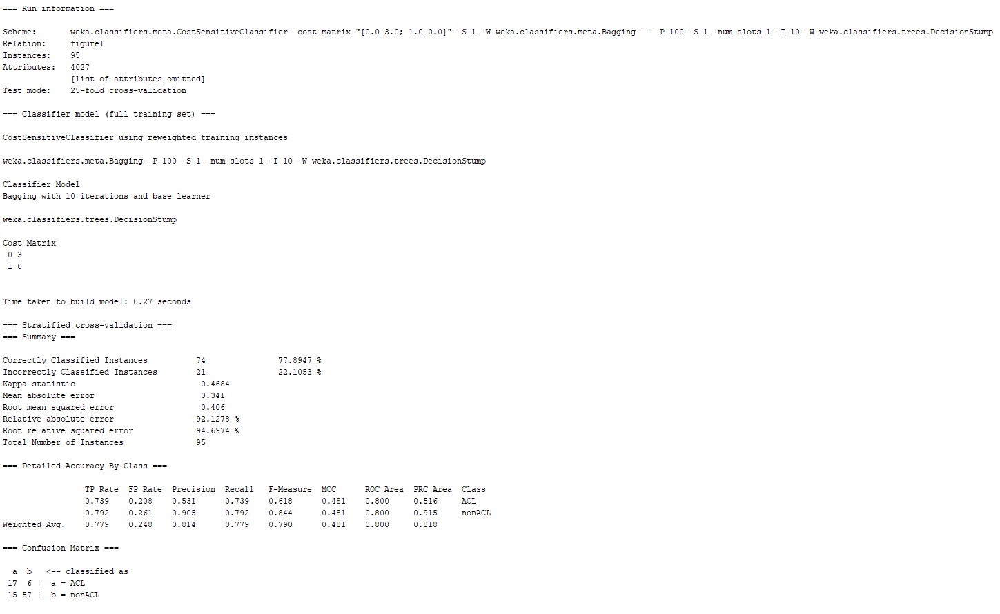 === Run information ===
Scheme: weka.classifiers.meta.CostSensitiveClassifier -cost-matrix "[0.0 3.0; 1.0 0.0]" -S 1 -W weka.classifiers.meta.Bagging -- -P 100 -S 1 -num-slots 1 -I 10 -W weka.classifiers.trees.DecisionStump
Relation: figure1
Instances: 95
Attributes: 4027
[list of attributes omitted]
Test mode: 25-fold cross-validation
=== Classifier model (full training set) ===
CostSensitiveClassifier using reweighted training instances
weka.classifiers.meta.Bagging -P 100 -S 1 -num-slots 1 -I 10 -W weka.classifiers.trees.DecisionStump
Classifier Model
Bagging with 10 iterations and base learner
weka.classifiers.trees.DecisionStump
Cost Matrix
0 3
1 0
Time taken to build model: 0.27 seconds
=== Stratified cross-validation ===
=== Summary ===
Correctly Classified Instances 74 77.8947 %
Incorrectly Classified Instances 21 22.1053 %
Kappa statistic 0.4684
Mean absolute error 0.341
Root mean squared error 0.406
Relative absolute error 92.1278 %
Root relative squared error 94.6974 %
Total Number of Instances 95
=== Detailed Accuracy By Class ===
TP Rate FP Rate Precision Recall F-Measure MCC ROC Area PRC Area Class
0.739 0.208 0.531 0.739 0.618 0.481 0.800 0.516 ACL
0.792 0.261 0.905 0.792 0.844 0.481 0.800 0.915 nonACL
Weighted Avg. 0.779 0.248 0.814 0.779 0.790 0.481 0.800 0.818
=== Confusion Matrix ===
a b <-- classified as
17 6 | a = ACL
15 57 | b = nonACL